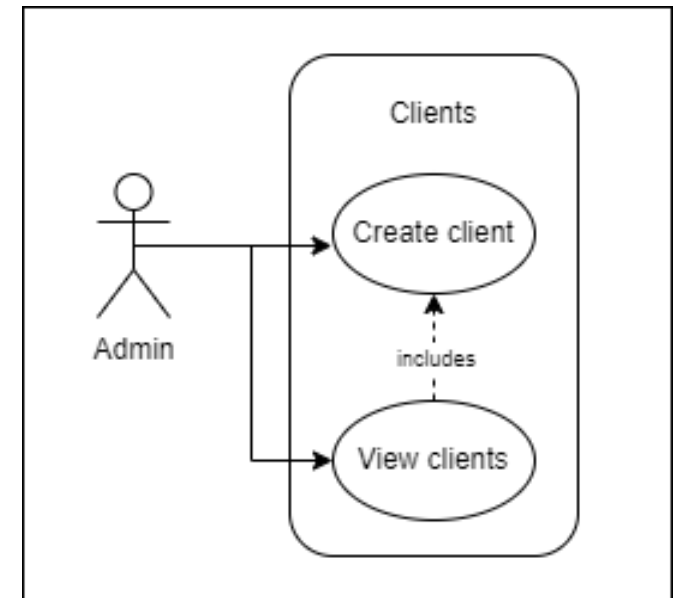 Clients
Create client
Admin
includes
View clients